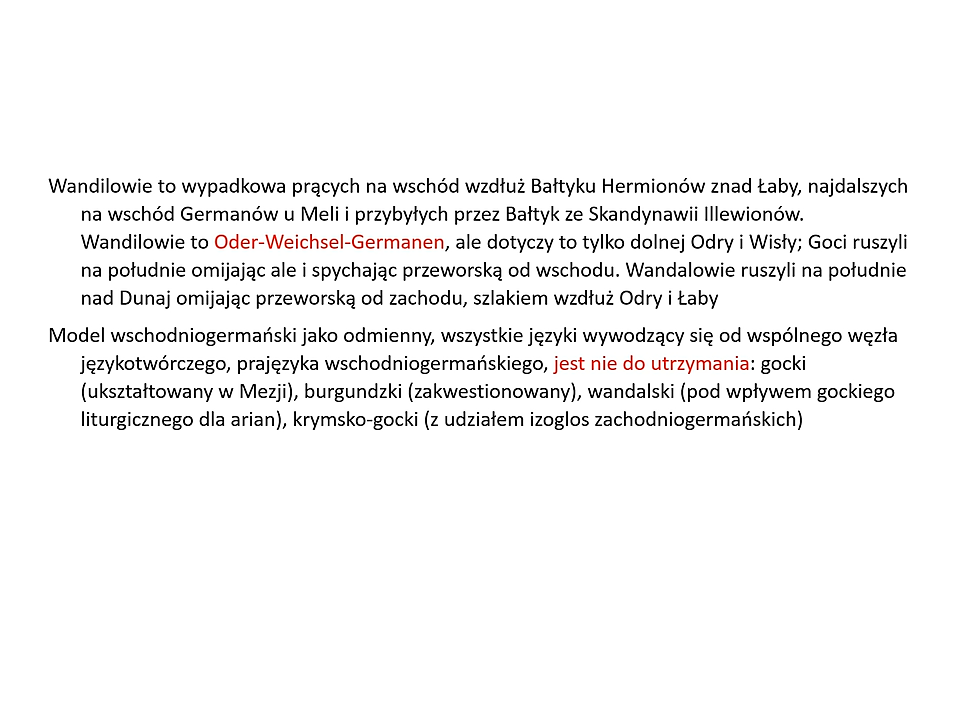 Wandilowie to wypadkowa prących na wschód wzdłuż Bałtyku Hermionów znad Łaby, najdalszych
na wschód Germanów u Meli i przybyłych przez Bałtyk ze Skandynawii Illewionów.
Wandilowie to Oder-Weichsel-Germanen, ale dotyczy to tylko dolnej Odry i Wisły; Goci ruszyli
na południe omijając ale i spychając przeworską od wschodu. Wandalowie ruszyli na południe
nad Dunaj omijając przeworską od zachodu, szlakiem wzdłuż Odry i Łaby
Model wschodniogermański jako odmienny, wszystkie języki wywodzący się od wspólnego węzła
językotwórczego, prajęzyka wschodniogermańskiego, jest nie do utrzymania: gocki
(ukształtowany w Mezji), burgundzki (zakwestionowany), wandalski (pod wpływem gockiego
liturgicznego dla arian), krymsko-gocki (z udziałem izoglos zachodniogermańskich)